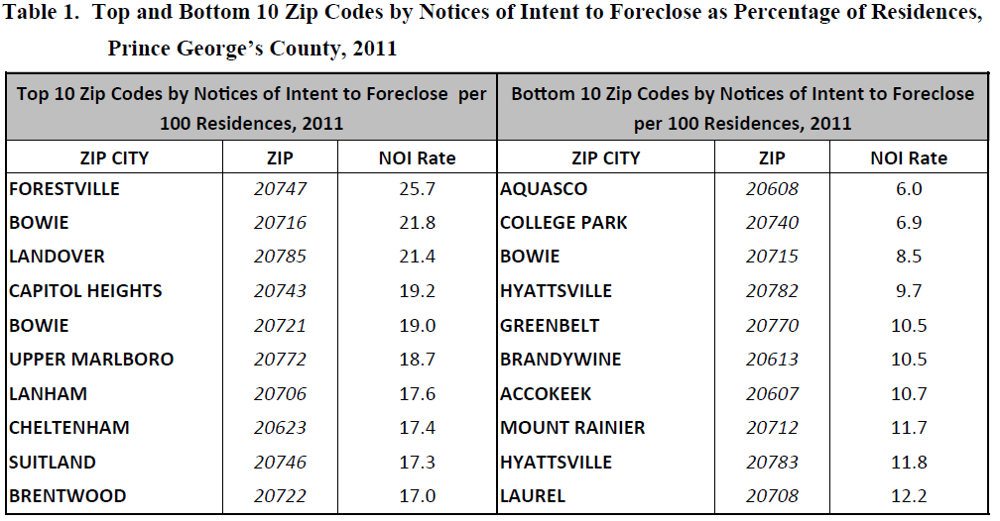 Table 1. Top and Bottom 10 Zip Codes by Notices of Intent to Foreclose as Percentage of Residences,
Prince George's County, 2011
Top 10 Zip Codes by Notices of Intent to Foreclose per
100 Residences, 2011
Bottom 10 Zip Codes by Notices of Intent to Foreclose
per 100 Residences, 2011
ZIP CITY ZIP NOI Rate ZIP CITY ZIP NOI Rate
FORESTVILLE 20747 25.7 AQUASCO 20608 6.0
BOWIE 20716 21.8 COLLEGE PARK 20740 6.9
LANDOVER 20785 21.4 BOWIE 20715 8.5
CAPITOL HEIGHTS 20743 19.2 HYATTSVILLE 20782 9.7
BOWIE 20721 19.0 GREENBELT 20770 10.5
UPPER MARLBORO 20772 18.7 BRANDYWINE 20613 10.5
LANHAM 20706 17.6 ACCOKEEK 20607 10.7
CHELTENHAM 20623 17.4 MOUNT RAINIER 20712 11.7
SUITLAND 20746 17.3 HYATTSVILLE 20783 11.8
BRENTWOOD 20722 17.0 LAUREL 20708 12.2